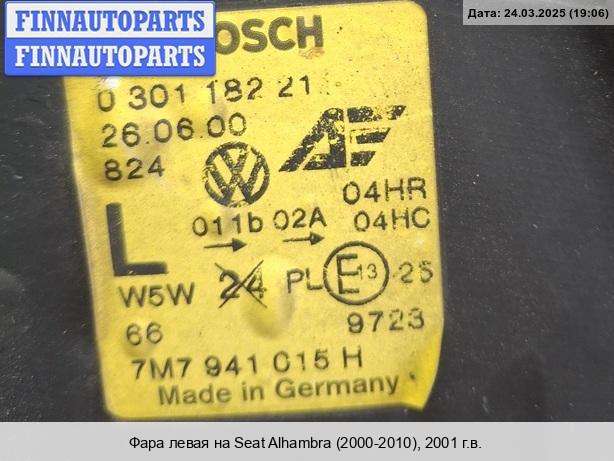 FINNAUTOPARTS
FINNAUTOPARTS
Дата: 24.03.2025 (19:06)
OSCH
0 301 182 21
26.06.00
824
AF
04HR
011b 02A 04HC
L
W5W 24 PL E13 25
66 9723
7M7 941 015 H
Made in Germany
Фара левая на Seat Alhambra (2000-2010), 2001 г.в.